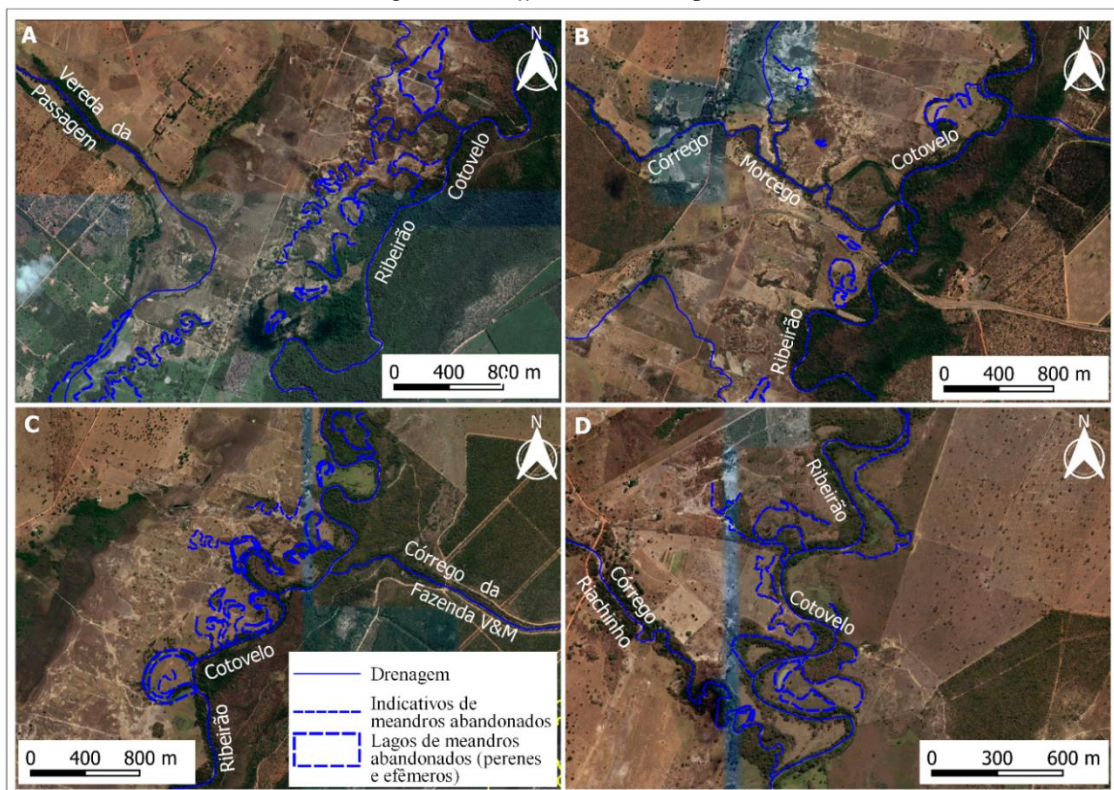 A
N
Vereda da
Passagem
Cotovelo
Ribeirão
0 400 800 m
B
N
Córrego
Morcego
Cotovelo
Ribeirão
0 400 800 m
C
N
Córrego da
Fazenda V&M
Cotovelo
Ribeirão
0 400 800 m
Drenagem
Indicativos de
meandros abandonados
Lagos de meandros
abandonados (perenes
e efêmeros)
D
N
Ribeirão
Córrego
Riachinho
Cotovelo
0 300 600 m